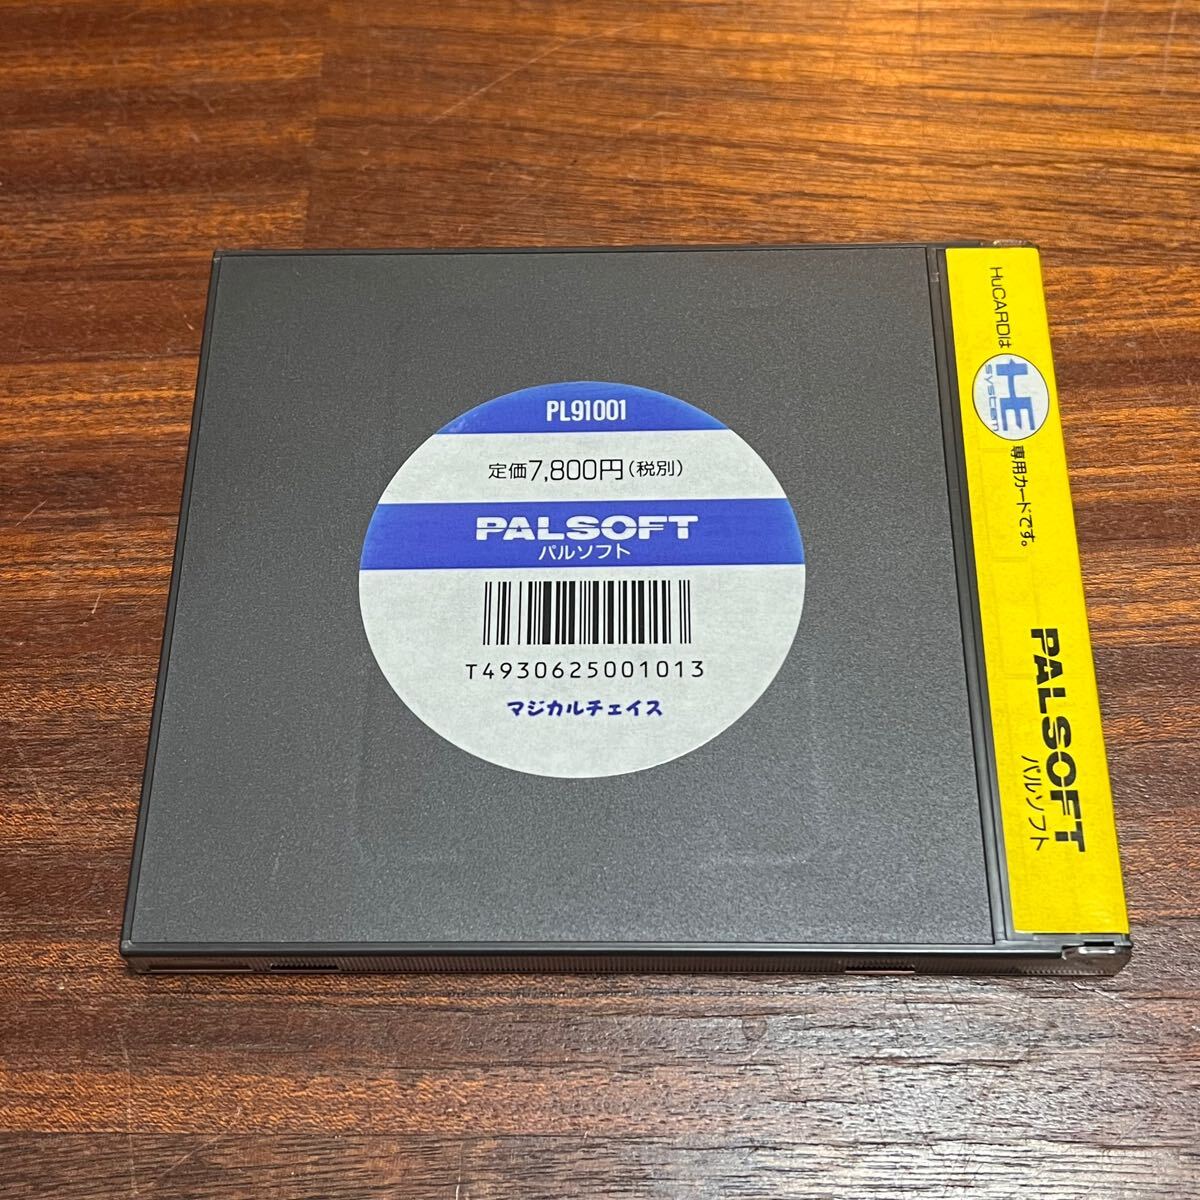 PL91001
定価7,800円(税別)
PALSOFT
パルソフト
T4930625001013
マジカルチェイス
HuCARDは HE system 専用カードです。
PALSOFT
パルソフト